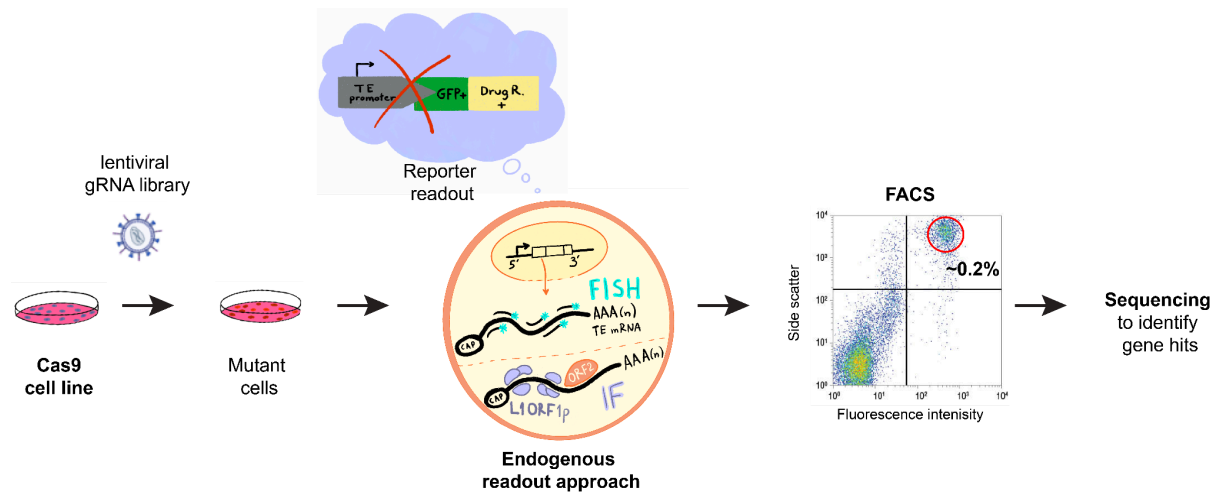 TE
promoter
GFP+
Drug R.
+
Reporter
readout
lentiviral
gRNA library
Cas9
cell line
Mutant
cells
5'
3'
FISH
AAA(n)
TE mRNA
CAP
AAA(n)
ORF2
CAP
L1ORF1p
IF
Endogenous
readout approach
FACS
Side scatter
10⁴
10³
10²
10¹
10⁰
~0.2%
10⁰
10¹
10²
10³
10⁴
Fluorescence intenisity
Sequencing
to identify
gene hits